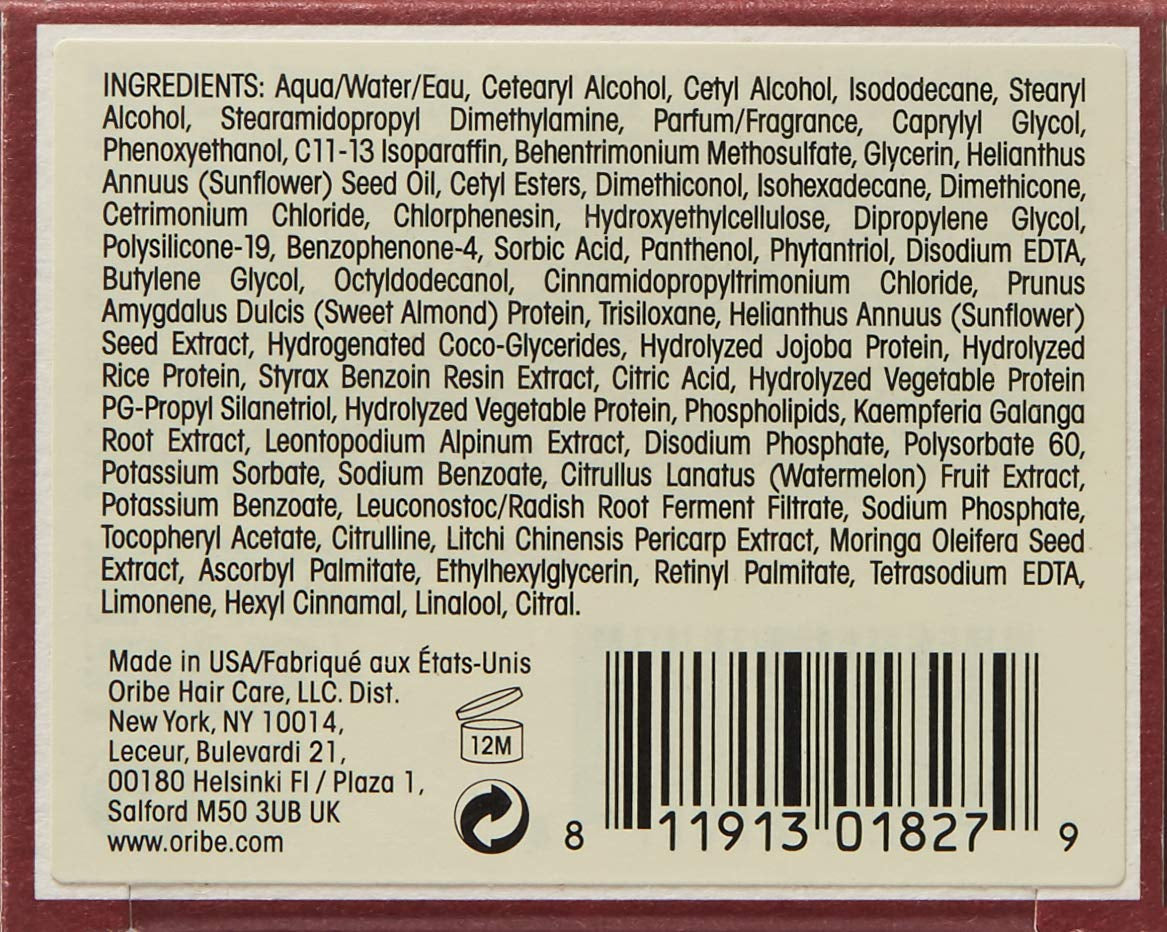 INGREDIENTS: Aqua/Water/Eau, Cetearyl Alcohol, Cetyl Alcohol, Isododecane, Stearyl
Alcohol, Stearamidopropyl Dimethylamine, Parfum/Fragrance, Caprylyl Glycol,
Phenoxyethanol, C11-13 Isoparaffin, Behentrimonium Methosulfate, Glycerin, Helianthus
Annuus (Sunflower) Seed Oil, Cetyl Esters, Dimethiconol, Isohexadecane, Dimethicone,
Cetrimonium Chloride, Chlorphenesin, Hydroxyethylcellulose, Dipropylene Glycol,
Polysilicone-19, Benzophenone-4, Sorbic Acid, Panthenol, Phytantriol, Disodium EDTA,
Butylene Glycol, Octyldodecanol, Cinnamidopropyltrimonium Chloride, Prunus
Amygdalus Dulcis (Sweet Almond) Protein, Trisiloxane, Helianthus Annuus (Sunflower)
Seed Extract, Hydrogenated Coco-Glycerides, Hydrolyzed Jojoba Protein, Hydrolyzed
Rice Protein, Styrax Benzoin Resin Extract, Citric Acid, Hydrolyzed Vegetable Protein
PG-Propyl Silanetriol, Hydrolyzed Vegetable Protein, Phospholipids, Kaempferia Galanga
Root Extract, Leontopodium Alpinum Extract, Disodium Phosphate, Polysorbate 60,
Potassium Sorbate, Sodium Benzoate, Citrullus Lanatus (Watermelon) Fruit Extract,
Potassium Benzoate, Leuconostoc/Radish Root Ferment Filtrate, Sodium Phosphate,
Tocopheryl Acetate, Citrulline, Litchi Chinensis Pericarp Extract, Moringa Oleifera Seed
Extract, Ascorbyl Palmitate, Ethylhexylglycerin, Retinyl Palmitate, Tetrasodium EDTA,
Limonene, Hexyl Cinnamal, Linalool, Citral.
Made in USA/Fabriqué aux États-Unis
Oribe Hair Care, LLC. Dist.
New York, NY 10014,
Leceur, Bulevardi 21,
00180 Helsinki FI / Plaza 1,
Salford M50 3UB UK
www.oribe.com
12M
8 11913 01827 9